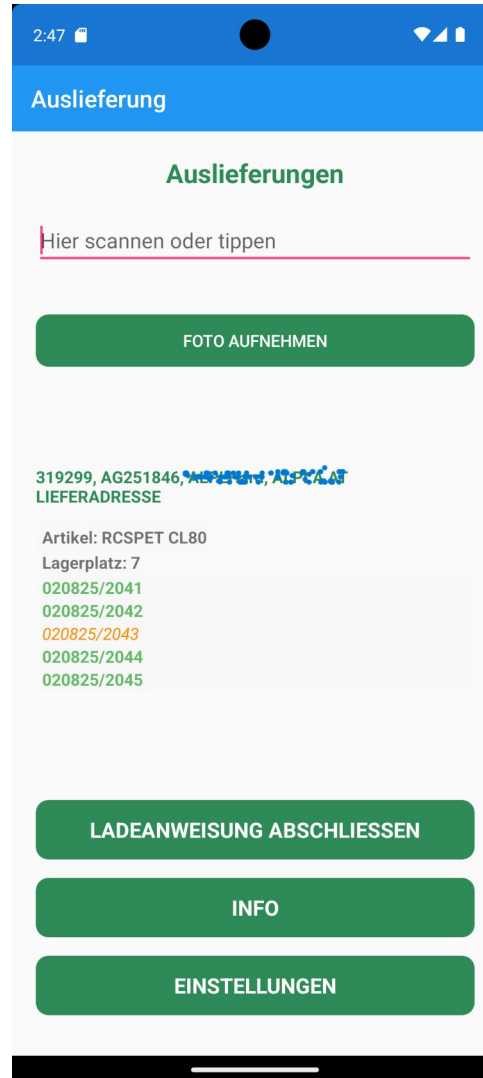 2:47
Auslieferung
Auslieferungen
Hier scannen oder tippen
FOTO AUFNEHMEN
319299, AG251846,
LIEFERADRESSE
Artikel: RCSPET CL80
Lagerplatz: 7
020825/2041
020825/2042
020825/2043
020825/2044
020825/2045
LADEANWEISUNG ABSCHLIESSEN
INFO
EINSTELLUNGEN